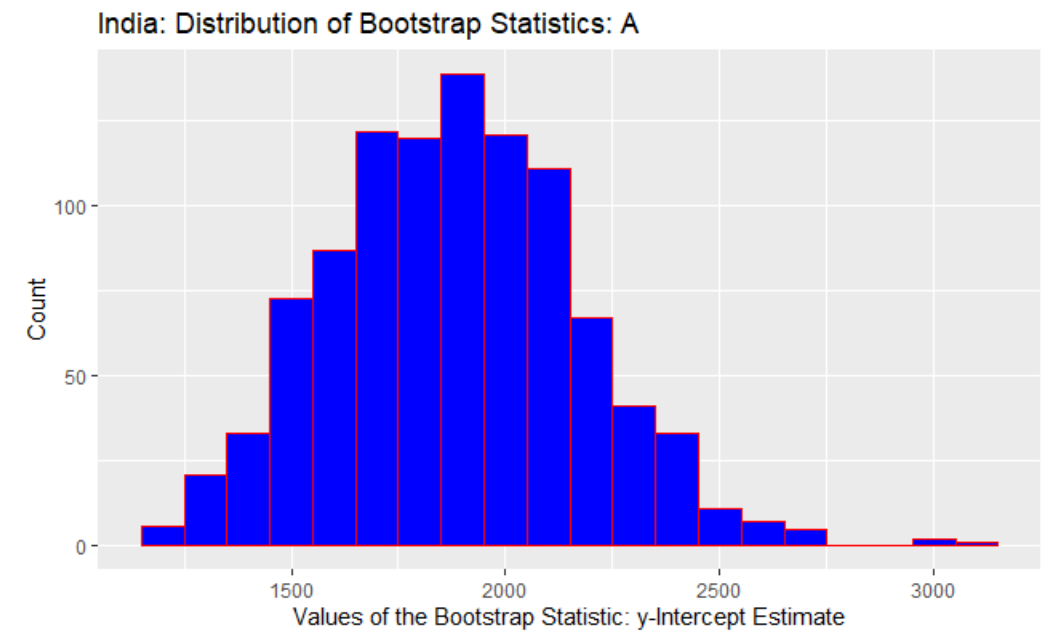 India: Distribution of Bootstrap Statistics: A
Count
100
50
0
1500 2000 2500 3000
Values of the Bootstrap Statistic: y-Intercept Estimate